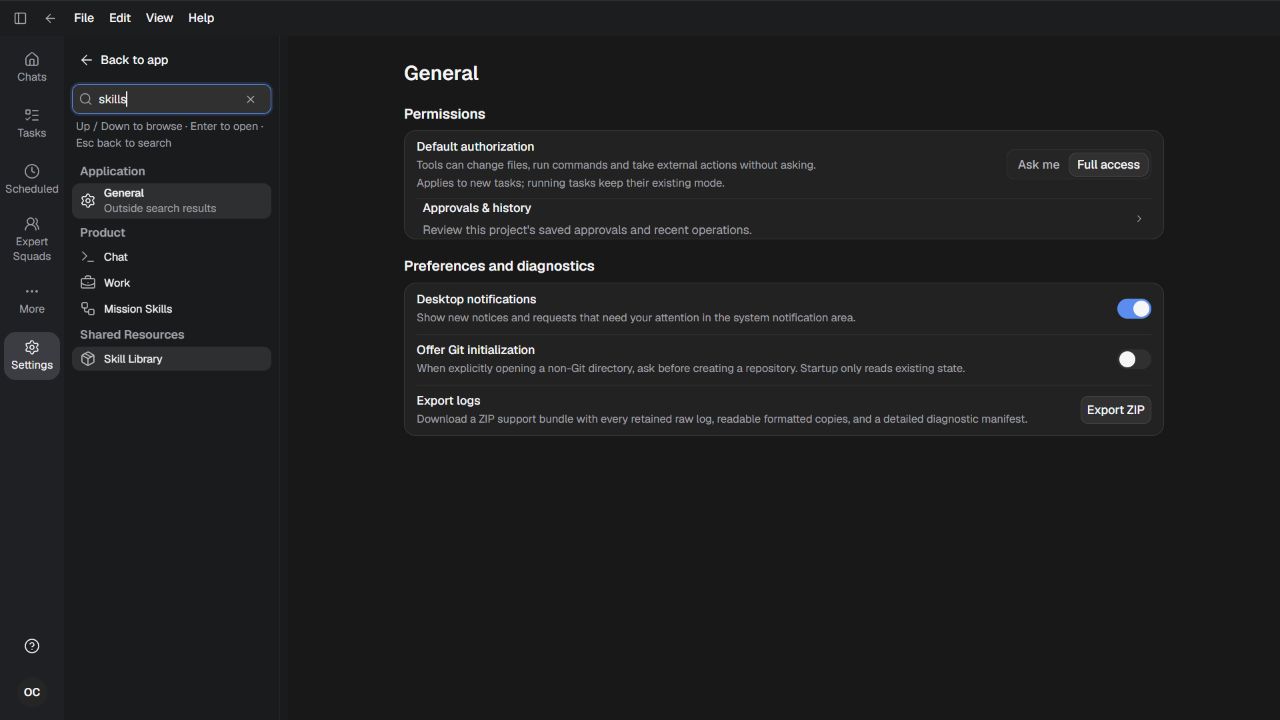 File Edit View Help
Chats
Tasks
Scheduled
Expert
Squads
More
Settings
OC
Back to app
skills
Up / Down to browse · Enter to open ·
Esc back to search
Application
General
Outside search results
Product
Chat
Work
Mission Skills
Shared Resources
Skill Library
General
Permissions
Default authorization
Tools can change files, run commands and take external actions without asking.
Applies to new tasks; running tasks keep their existing mode.
Ask me Full access
Approvals & history
Review this project's saved approvals and recent operations.
Preferences and diagnostics
Desktop notifications
Show new notices and requests that need your attention in the system notification area.
Offer Git initialization
When explicitly opening a non-Git directory, ask before creating a repository. Startup only reads existing state.
Export logs
Download a ZIP support bundle with every retained raw log, readable formatted copies, and a detailed diagnostic manifest.
Export ZIP